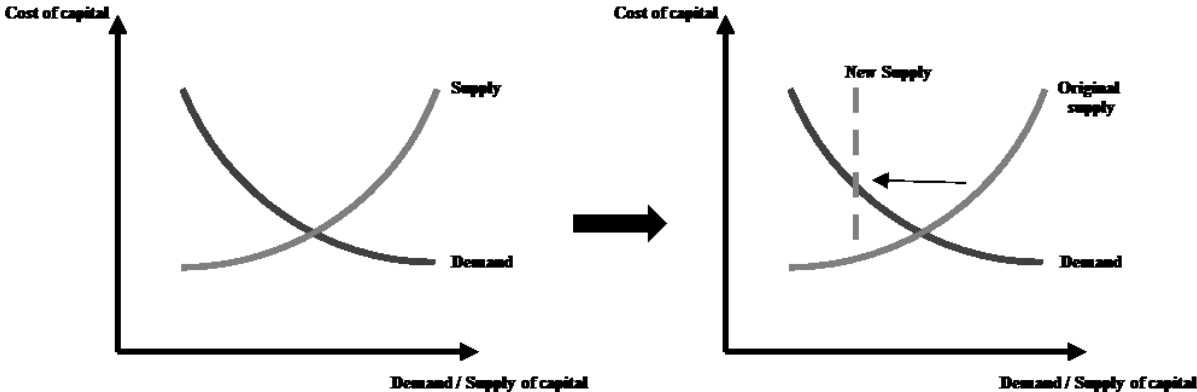 Cost of capital
Supply
Demand
Demand / Supply of capital
Cost of capital
New Supply
Original
supply
Demand
Demand / Supply of capital